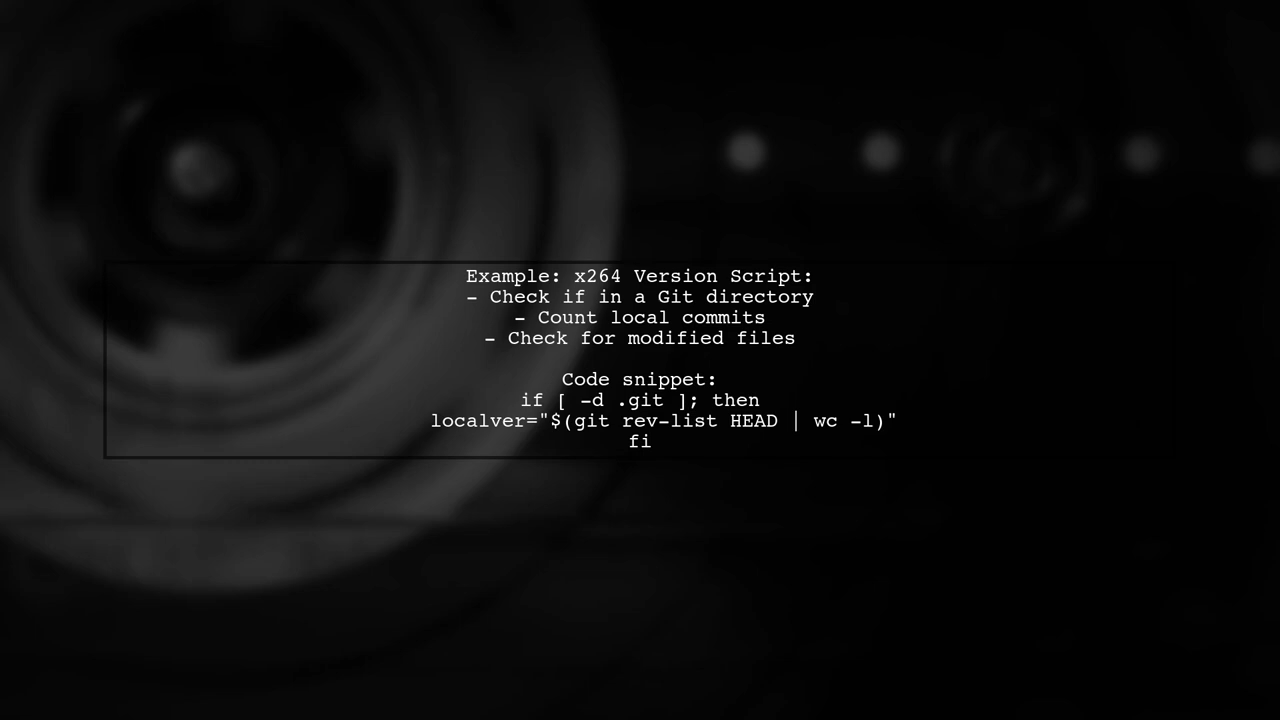 Example: x264 Version Script:
- Check if in a Git directory
- Count local commits
- Check for modified files
Code snippet:
if [ -d .git ]; then
localver="$(git rev-list HEAD | wc -l)"
fi